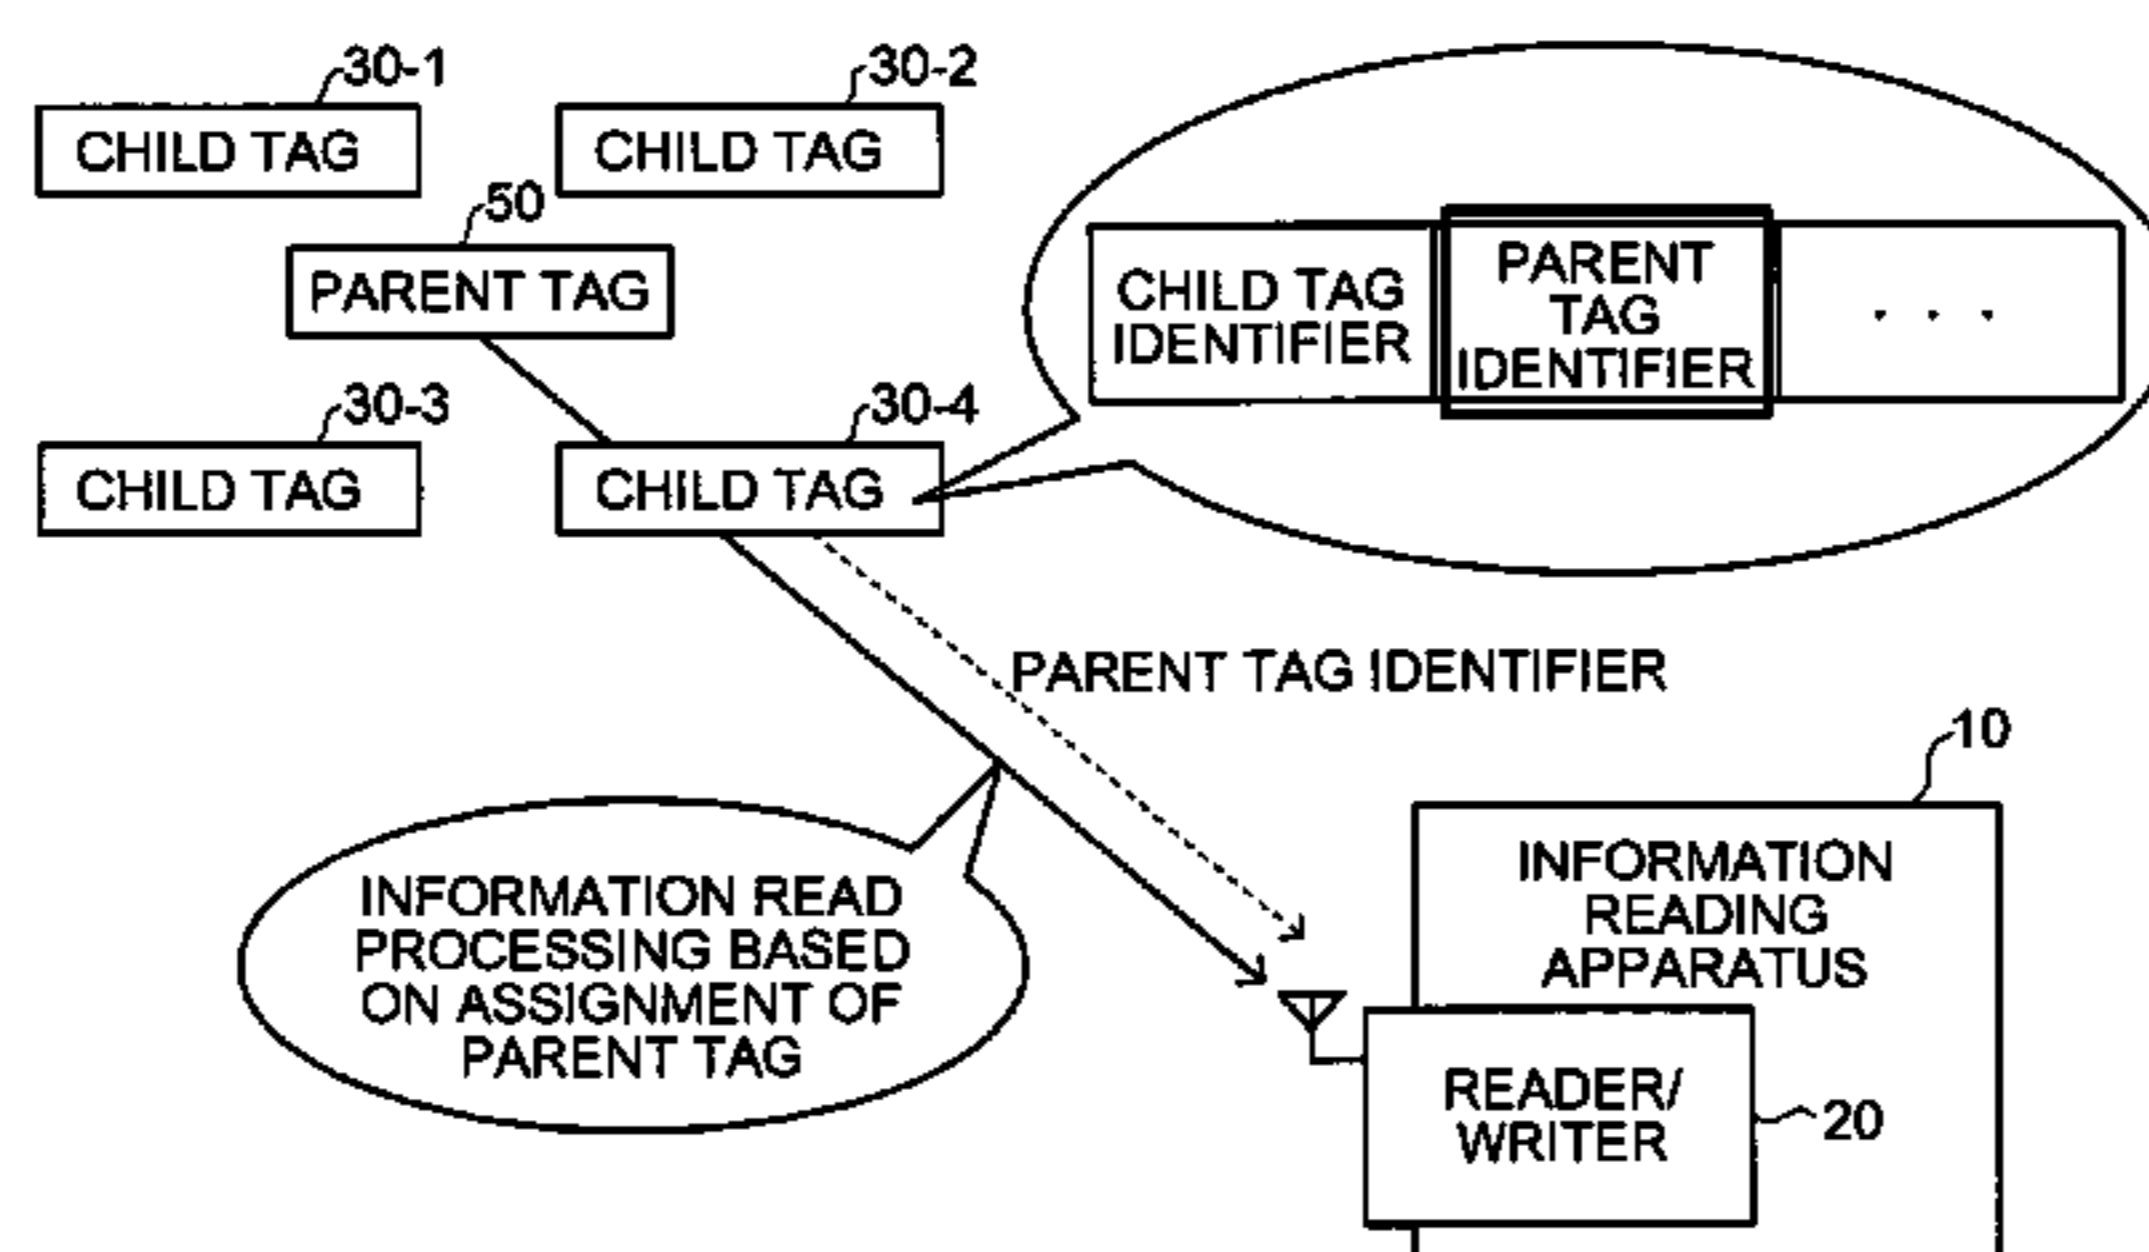 30-1
30-2
CHILD TAG
CHILD TAG
50
PARENT TAG
30-3
30-4
CHILD TAG
CHILD TAG
CHILD TAG
IDENTIFIER
PARENT
TAG
IDENTIFIER
. . .
PARENT TAG IDENTIFIER
10
INFORMATION
READING
APPARATUS
INFORMATION READ
PROCESSING BASED
ON ASSIGNMENT OF
PARENT TAG
READER/
WRITER
20